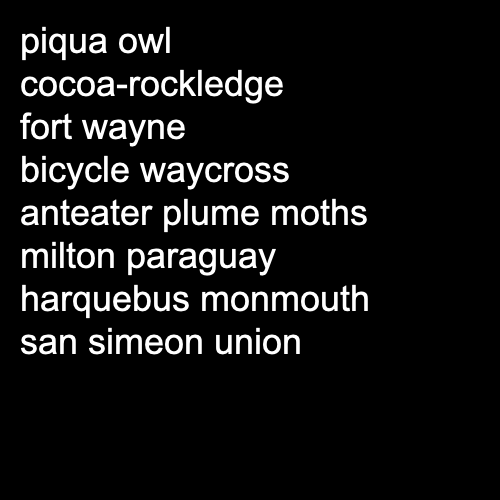 piqua owl
cocoa-rockledge
fort wayne
bicycle waycross
anteater plume moths
milton paraguay
harquebus monmouth
san simeon union